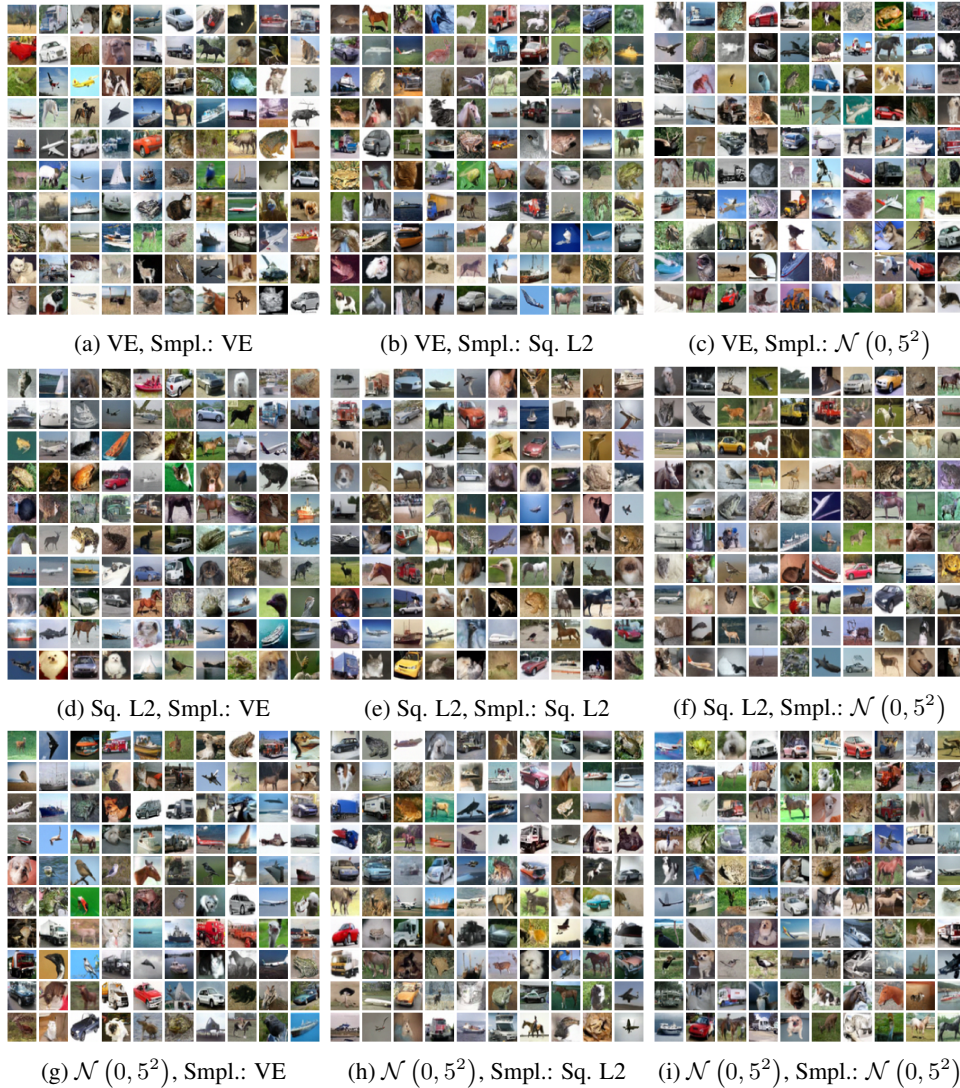 (a) VE, Smpl.: VE
(b) VE, Smpl.: Sq. L2
(c) VE, Smpl.: 𝒩 (0, 5²)
(d) Sq. L2, Smpl.: VE
(e) Sq. L2, Smpl.: Sq. L2
(f) Sq. L2, Smpl.: 𝒩 (0, 5²)
(g) 𝒩 (0, 5²), Smpl.: VE
(h) 𝒩 (0, 5²), Smpl.: Sq. L2
(i) 𝒩 (0, 5²), Smpl.: 𝒩 (0, 5²)